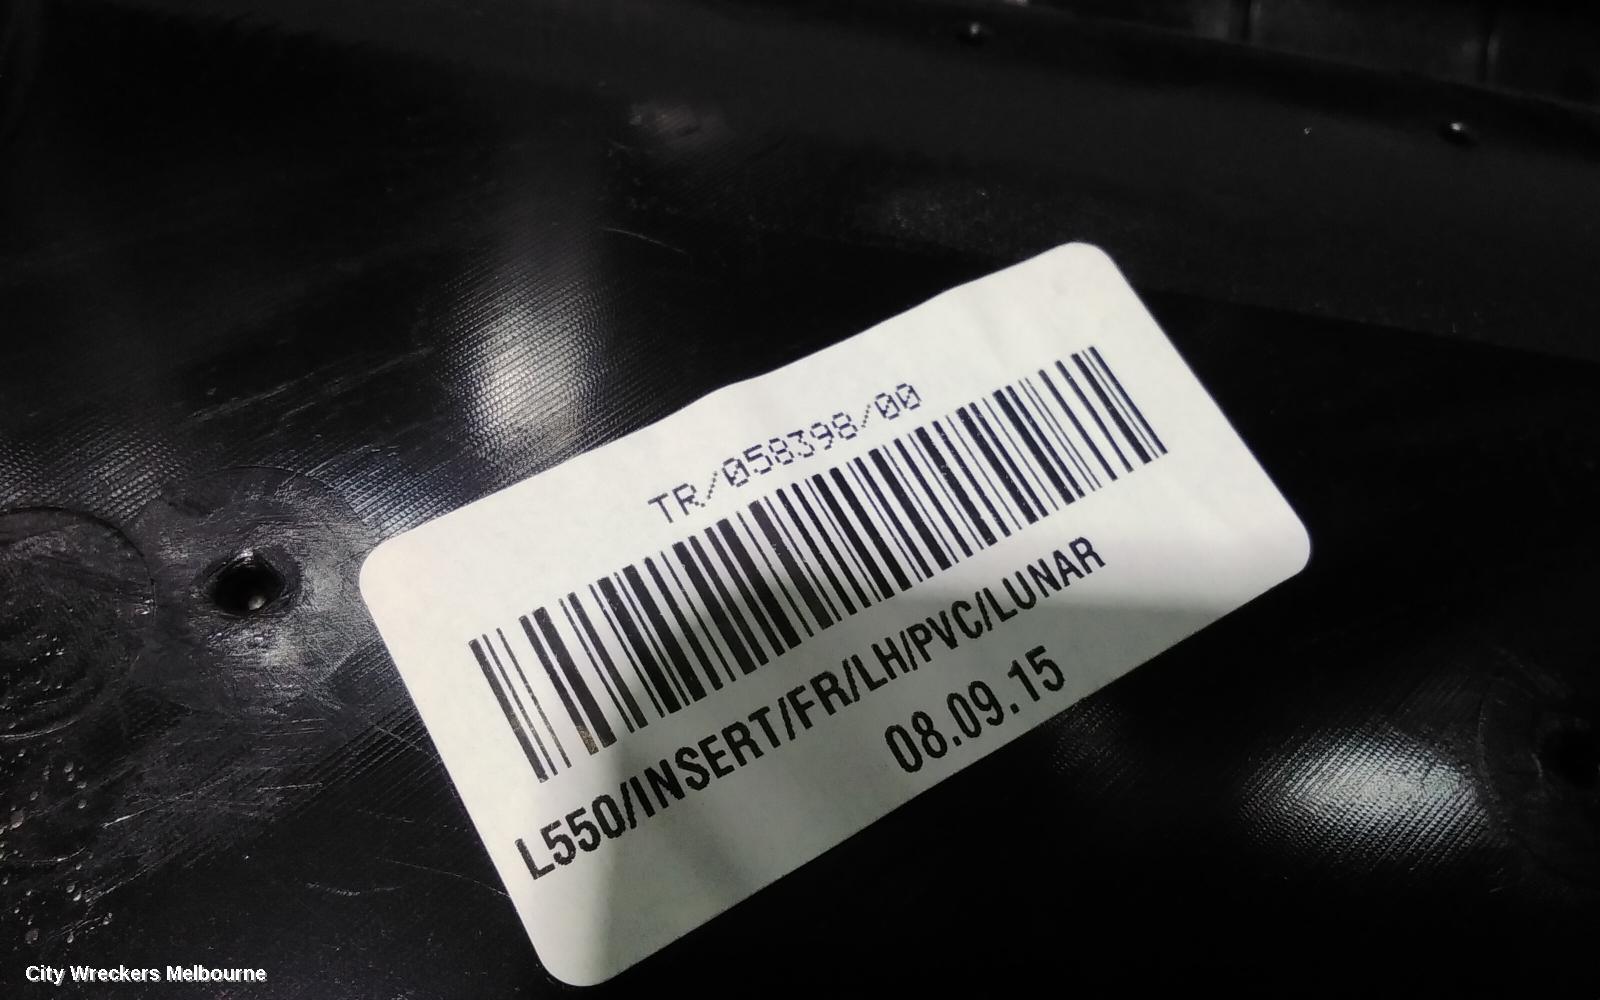 TR/058398/00
L550/INSERT/FR/LH/PVC/LUNAR
08.09.15
City Wreckers Melbourne